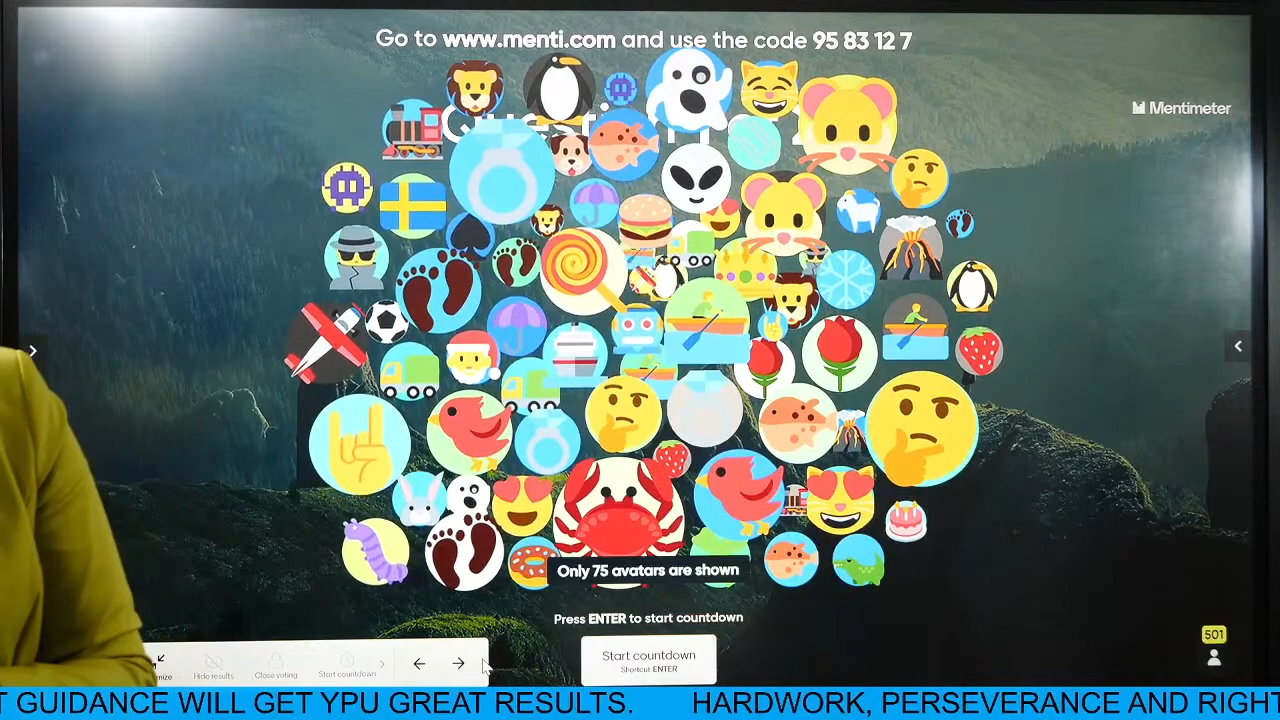 Go to www.menti.com and use the code 95 83 12 7
Mentimeter
Only 75 avatars are shown
Press ENTER to start countdown
Start countdown
Shortcut ENTER
Hide results
Close voting
Start countdown
501
T GUIDANCE WILL GET YPU GREAT RESULTS. HARDWORK, PERSEVERANCE AND RIGHT